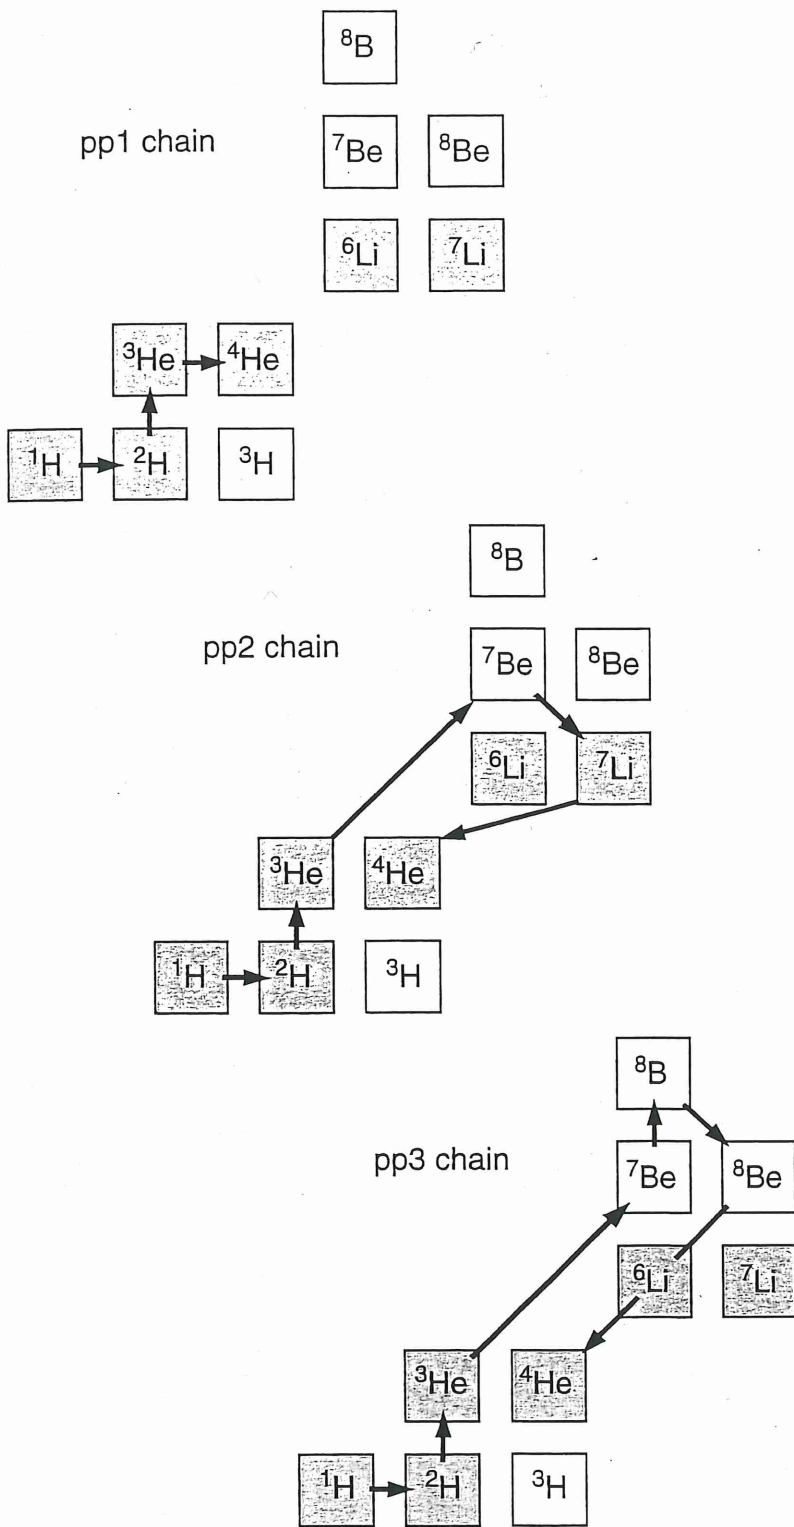 ⁸B
pp1 chain
⁷Be ⁸Be
⁶Li ⁷Li
³He ⁴He
¹H ²H ³H
⁸B
pp2 chain
⁷Be ⁸Be
⁶Li ⁷Li
³He ⁴He
¹H ²H ³H
⁸B
pp3 chain
⁷Be ⁸Be
⁶Li ⁷Li
³He ⁴He
¹H ²H ³H